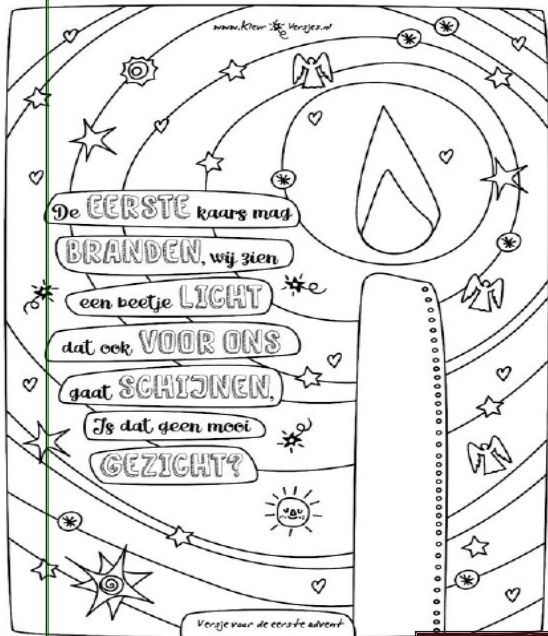 www.Kleur Versjes.nl
De EERSTE kaars mag
BRANDEN, wij zien
een beetje LICHT
dat ook VOOR ONS
gaat SCHIJNEN,
Is dat geen mooi
GEZICHT?
Versje voor de eerste advent